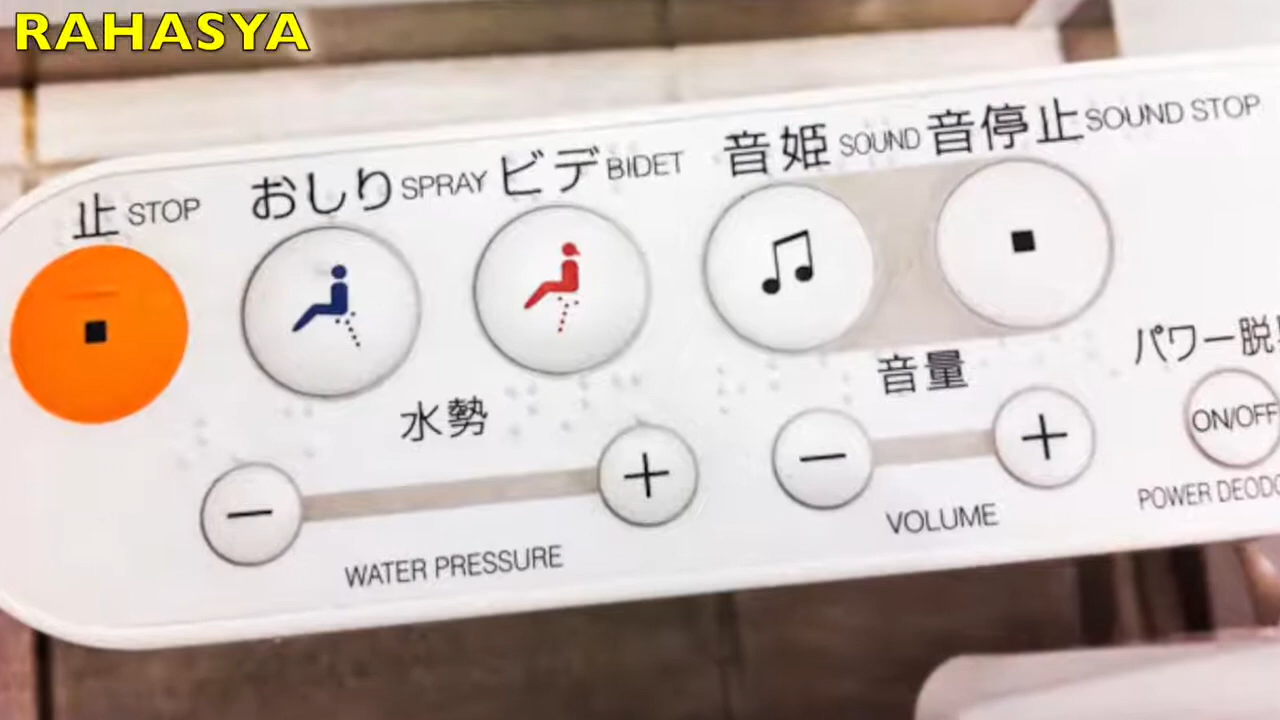 RAHASYA
止 STOP
おしり SPRAY
ビデ BIDET
音姫 SOUND
音停止 SOUND STOP
水勢
− +
WATER PRESSURE
音量
− +
VOLUME
パワー脱
ON/OFF
POWER DEODO